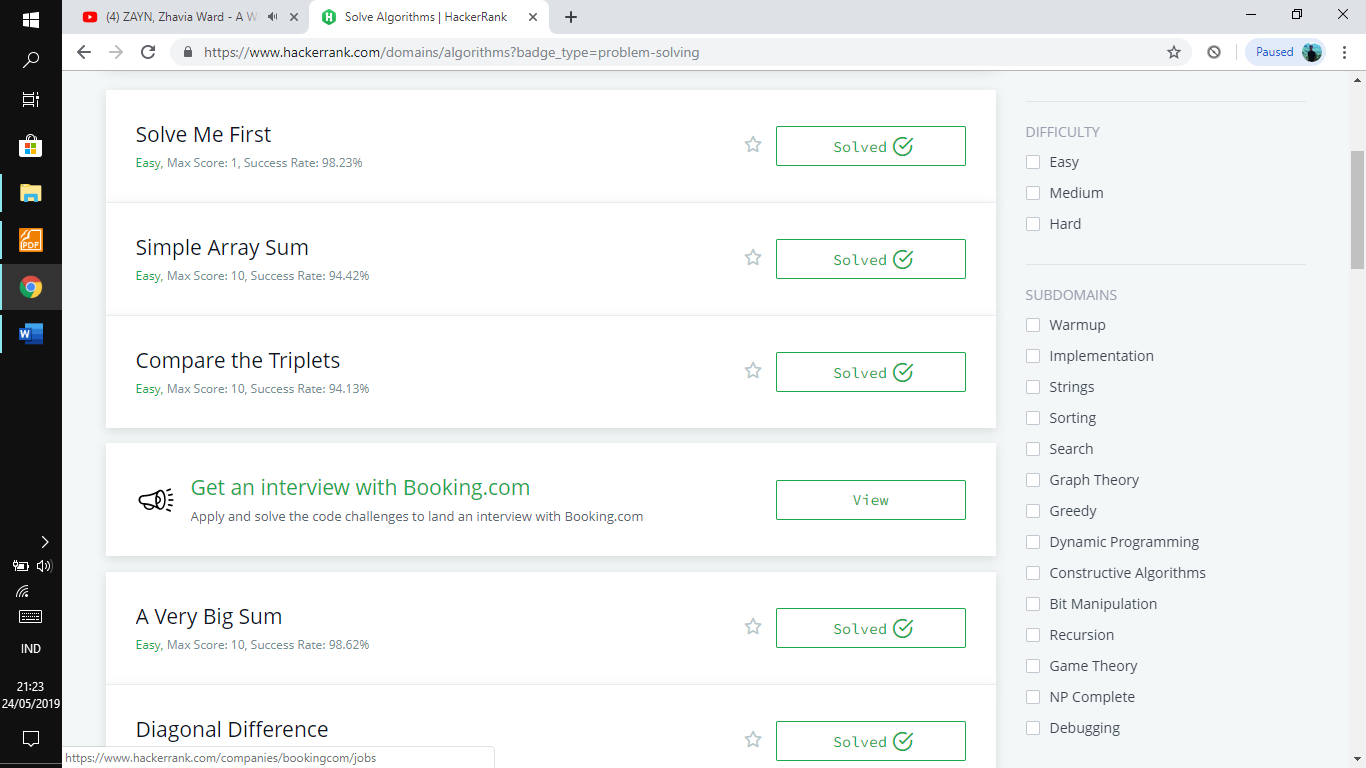 (4) ZAYN, Zhavia Ward - A W
Solve Algorithms | HackerRank
https://www.hackerrank.com/domains/algorithms?badge_type=problem-solving
Paused
Solve Me First
Easy, Max Score: 1, Success Rate: 98.23%
Solved
Simple Array Sum
Easy, Max Score: 10, Success Rate: 94.42%
Solved
Compare the Triplets
Easy, Max Score: 10, Success Rate: 94.13%
Solved
Get an interview with Booking.com
Apply and solve the code challenges to land an interview with Booking.com
View
A Very Big Sum
Easy, Max Score: 10, Success Rate: 98.62%
Solved
Diagonal Difference
Solved
DIFFICULTY
Easy
Medium
Hard
SUBDOMAINS
Warmup
Implementation
Strings
Sorting
Search
Graph Theory
Greedy
Dynamic Programming
Constructive Algorithms
Bit Manipulation
Recursion
Game Theory
NP Complete
Debugging
PDF
W
IND
21:23
24/05/2019
https://www.hackerrank.com/companies/bookingcom/jobs